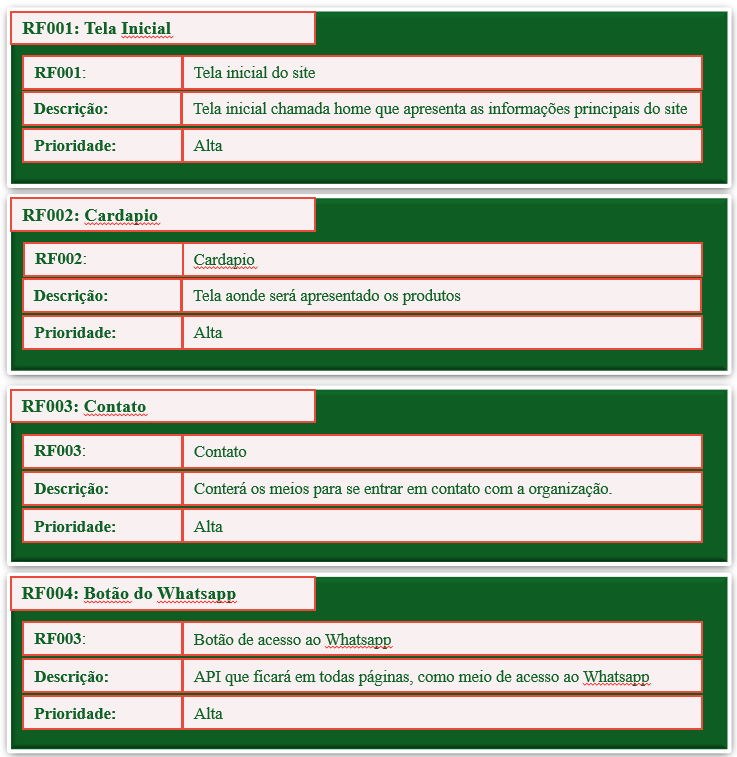 RF001: Tela Inicial
RF001: Tela inicial do site
Descrição: Tela inicial chamada home que apresenta as informações principais do site
Prioridade: Alta
RF002: Cardapio
RF002: Cardapio
Descrição: Tela aonde será apresentado os produtos
Prioridade: Alta
RF003: Contato
RF003: Contato
Descrição: Conterá os meios para se entrar em contato com a organização.
Prioridade: Alta
RF004: Botão do Whatsapp
RF003: Botão de acesso ao Whatsapp
Descrição: API que ficará em todas páginas, como meio de acesso ao Whatsapp
Prioridade: Alta